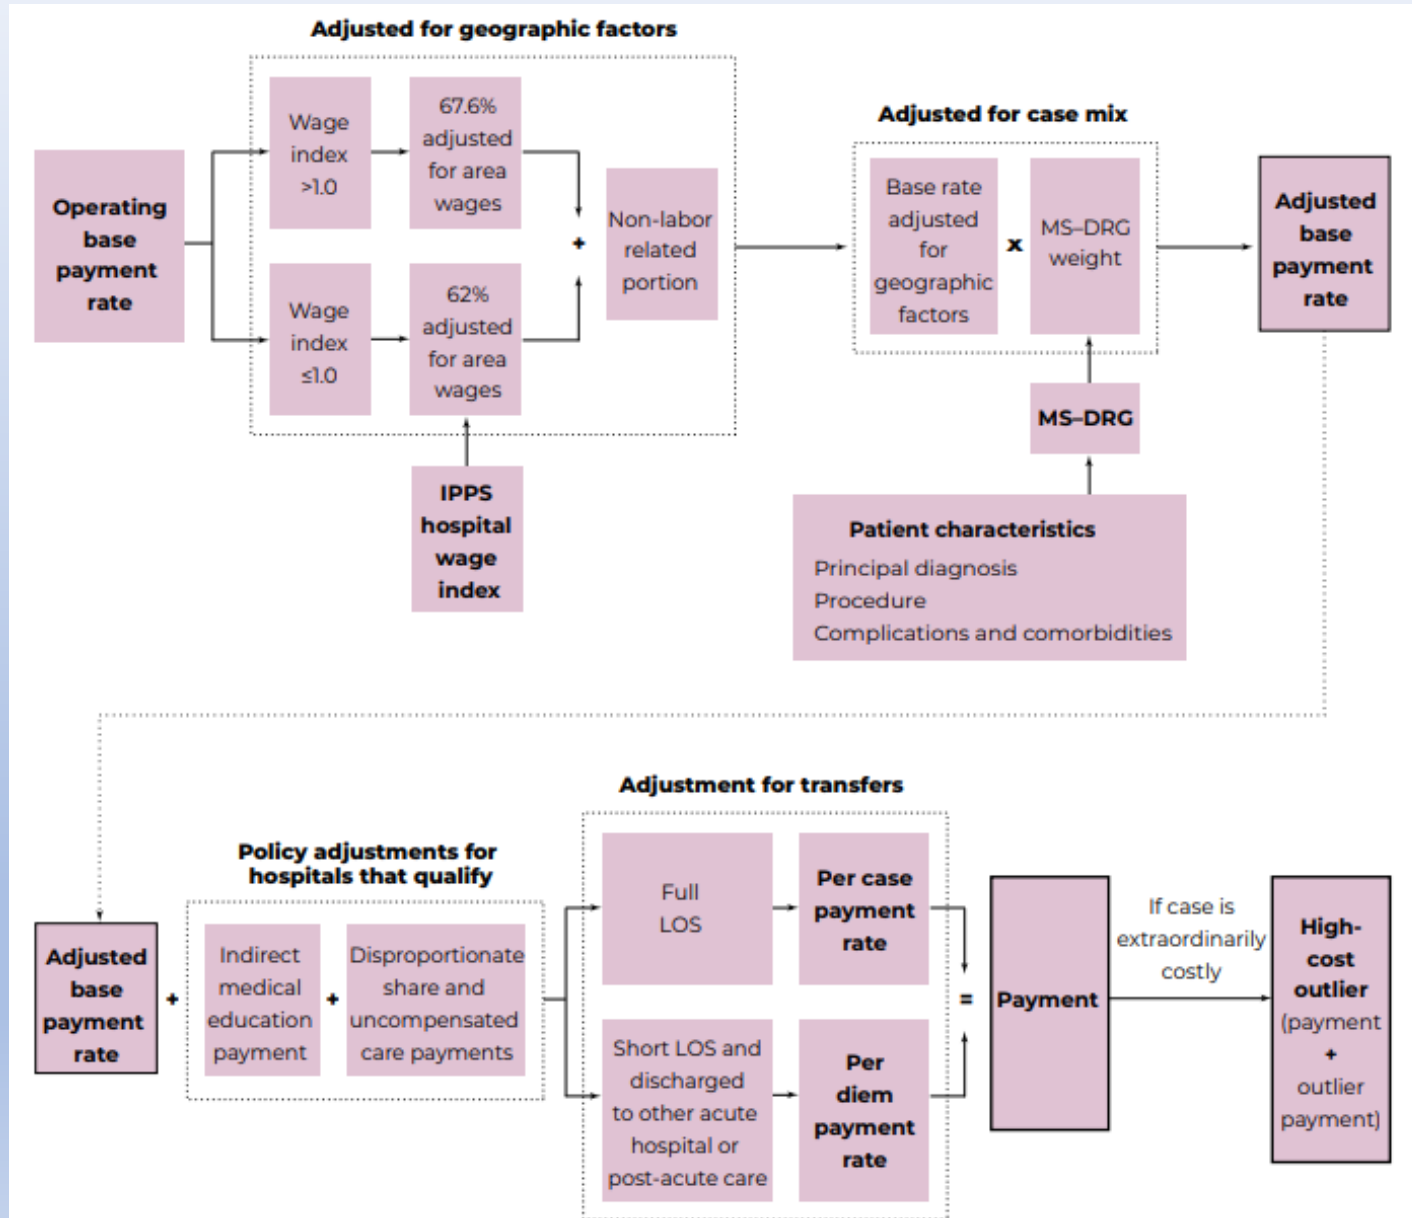 Adjusted for geographic factors
Operating
base
payment
rate
Wage
index
>1.0
67.6%
adjusted
for area
wages
Wage
index
≤1.0
62%
adjusted
for area
wages
+
Non-labor
related
portion
IPPS
hospital
wage
index
Adjusted for case mix
Base rate
adjusted
for
geographic
factors
x
MS–DRG
weight
MS–DRG
Patient characteristics
Principal diagnosis
Procedure
Complications and comorbidities
Adjusted
base
payment
rate
Adjusted
base
payment
rate
+
Policy adjustments for
hospitals that qualify
Indirect
medical
education
payment
+
Disproportionate
share and
uncompensated
care payments
Adjustment for transfers
Full
LOS
Per case
payment
rate
Short LOS and
discharged
to other acute
hospital or
post-acute care
Per
diem
payment
rate
=
Payment
If case is
extraordinarily
costly
High-
cost
outlier
(payment
+
outlier
payment)